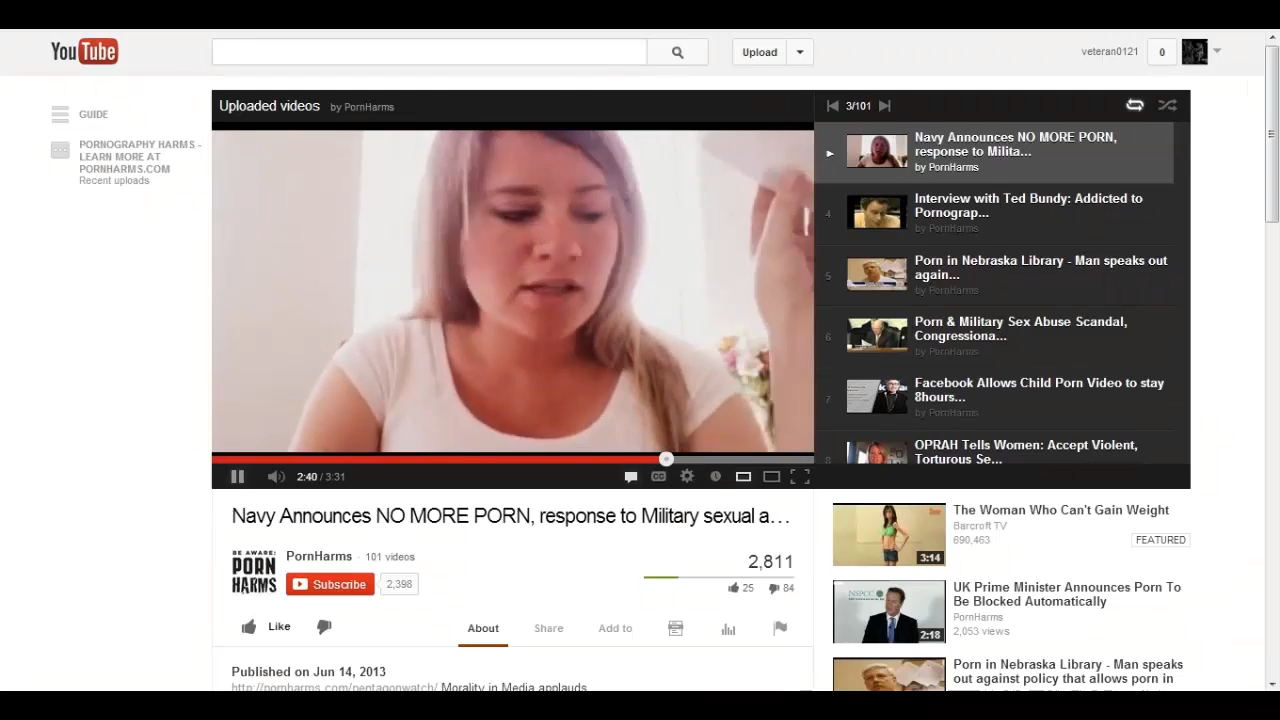 YouTube
Upload
veteran0121
0
GUIDE
PORNOGRAPHY HARMS -
LEARN MORE AT
PORNHARMS.COM
Recent uploads
Uploaded videos by PornHarms
3/101
Navy Announces NO MORE PORN,
response to Milita...
by PornHarms
4
Interview with Ted Bundy: Addicted to
Pornograp...
by PornHarms
5
Porn in Nebraska Library - Man speaks out
again...
by PornHarms
6
Porn & Military Sex Abuse Scandal,
Congressiona...
by PornHarms
7
Facebook Allows Child Porn Video to stay
8hours...
by PornHarms
8
OPRAH Tells Women: Accept Violent,
Torturous Se...
2:40 / 3:31
CC
Navy Announces NO MORE PORN, response to Military sexual a...
BE AWARE:
PORN
HARMS
PornHarms · 101 videos
Subscribe 2,398
2,811
25 84
Like
About
Share
Add to
Published on Jun 14, 2013
http://pornharms.com/pentagonwatch/ Morality in Media applauds
The Woman Who Can't Gain Weight
Barcroft TV
690,463
FEATURED
3:14
UK Prime Minister Announces Porn To
Be Blocked Automatically
PornHarms
2,053 views
NSPCC
2:18
Porn in Nebraska Library - Man speaks
out against policy that allows porn in